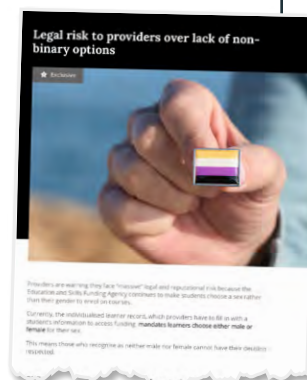 Legal risk to providers over lack of non-
binary options
Exclusive
Providers are warning they face "massive" legal and reputational risk because the
Education and Skills Funding Agency continues to make students choose a sex rather
than their gender to enrol on courses.
Currently, the individualised learner record, which providers have to fill in with a
student's information to access funding, mandates learners choose either male or
female for their sex.
This means those who recognise as neither male nor female cannot have their decision
respected.